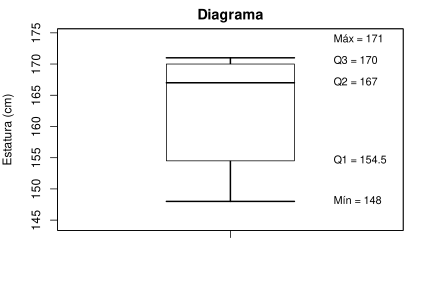 Diagrama
Estatura (cm)
175
170
165
160
155
150
145
Máx = 171
Q3 = 170
Q2 = 167
Q1 = 154.5
Mín = 148